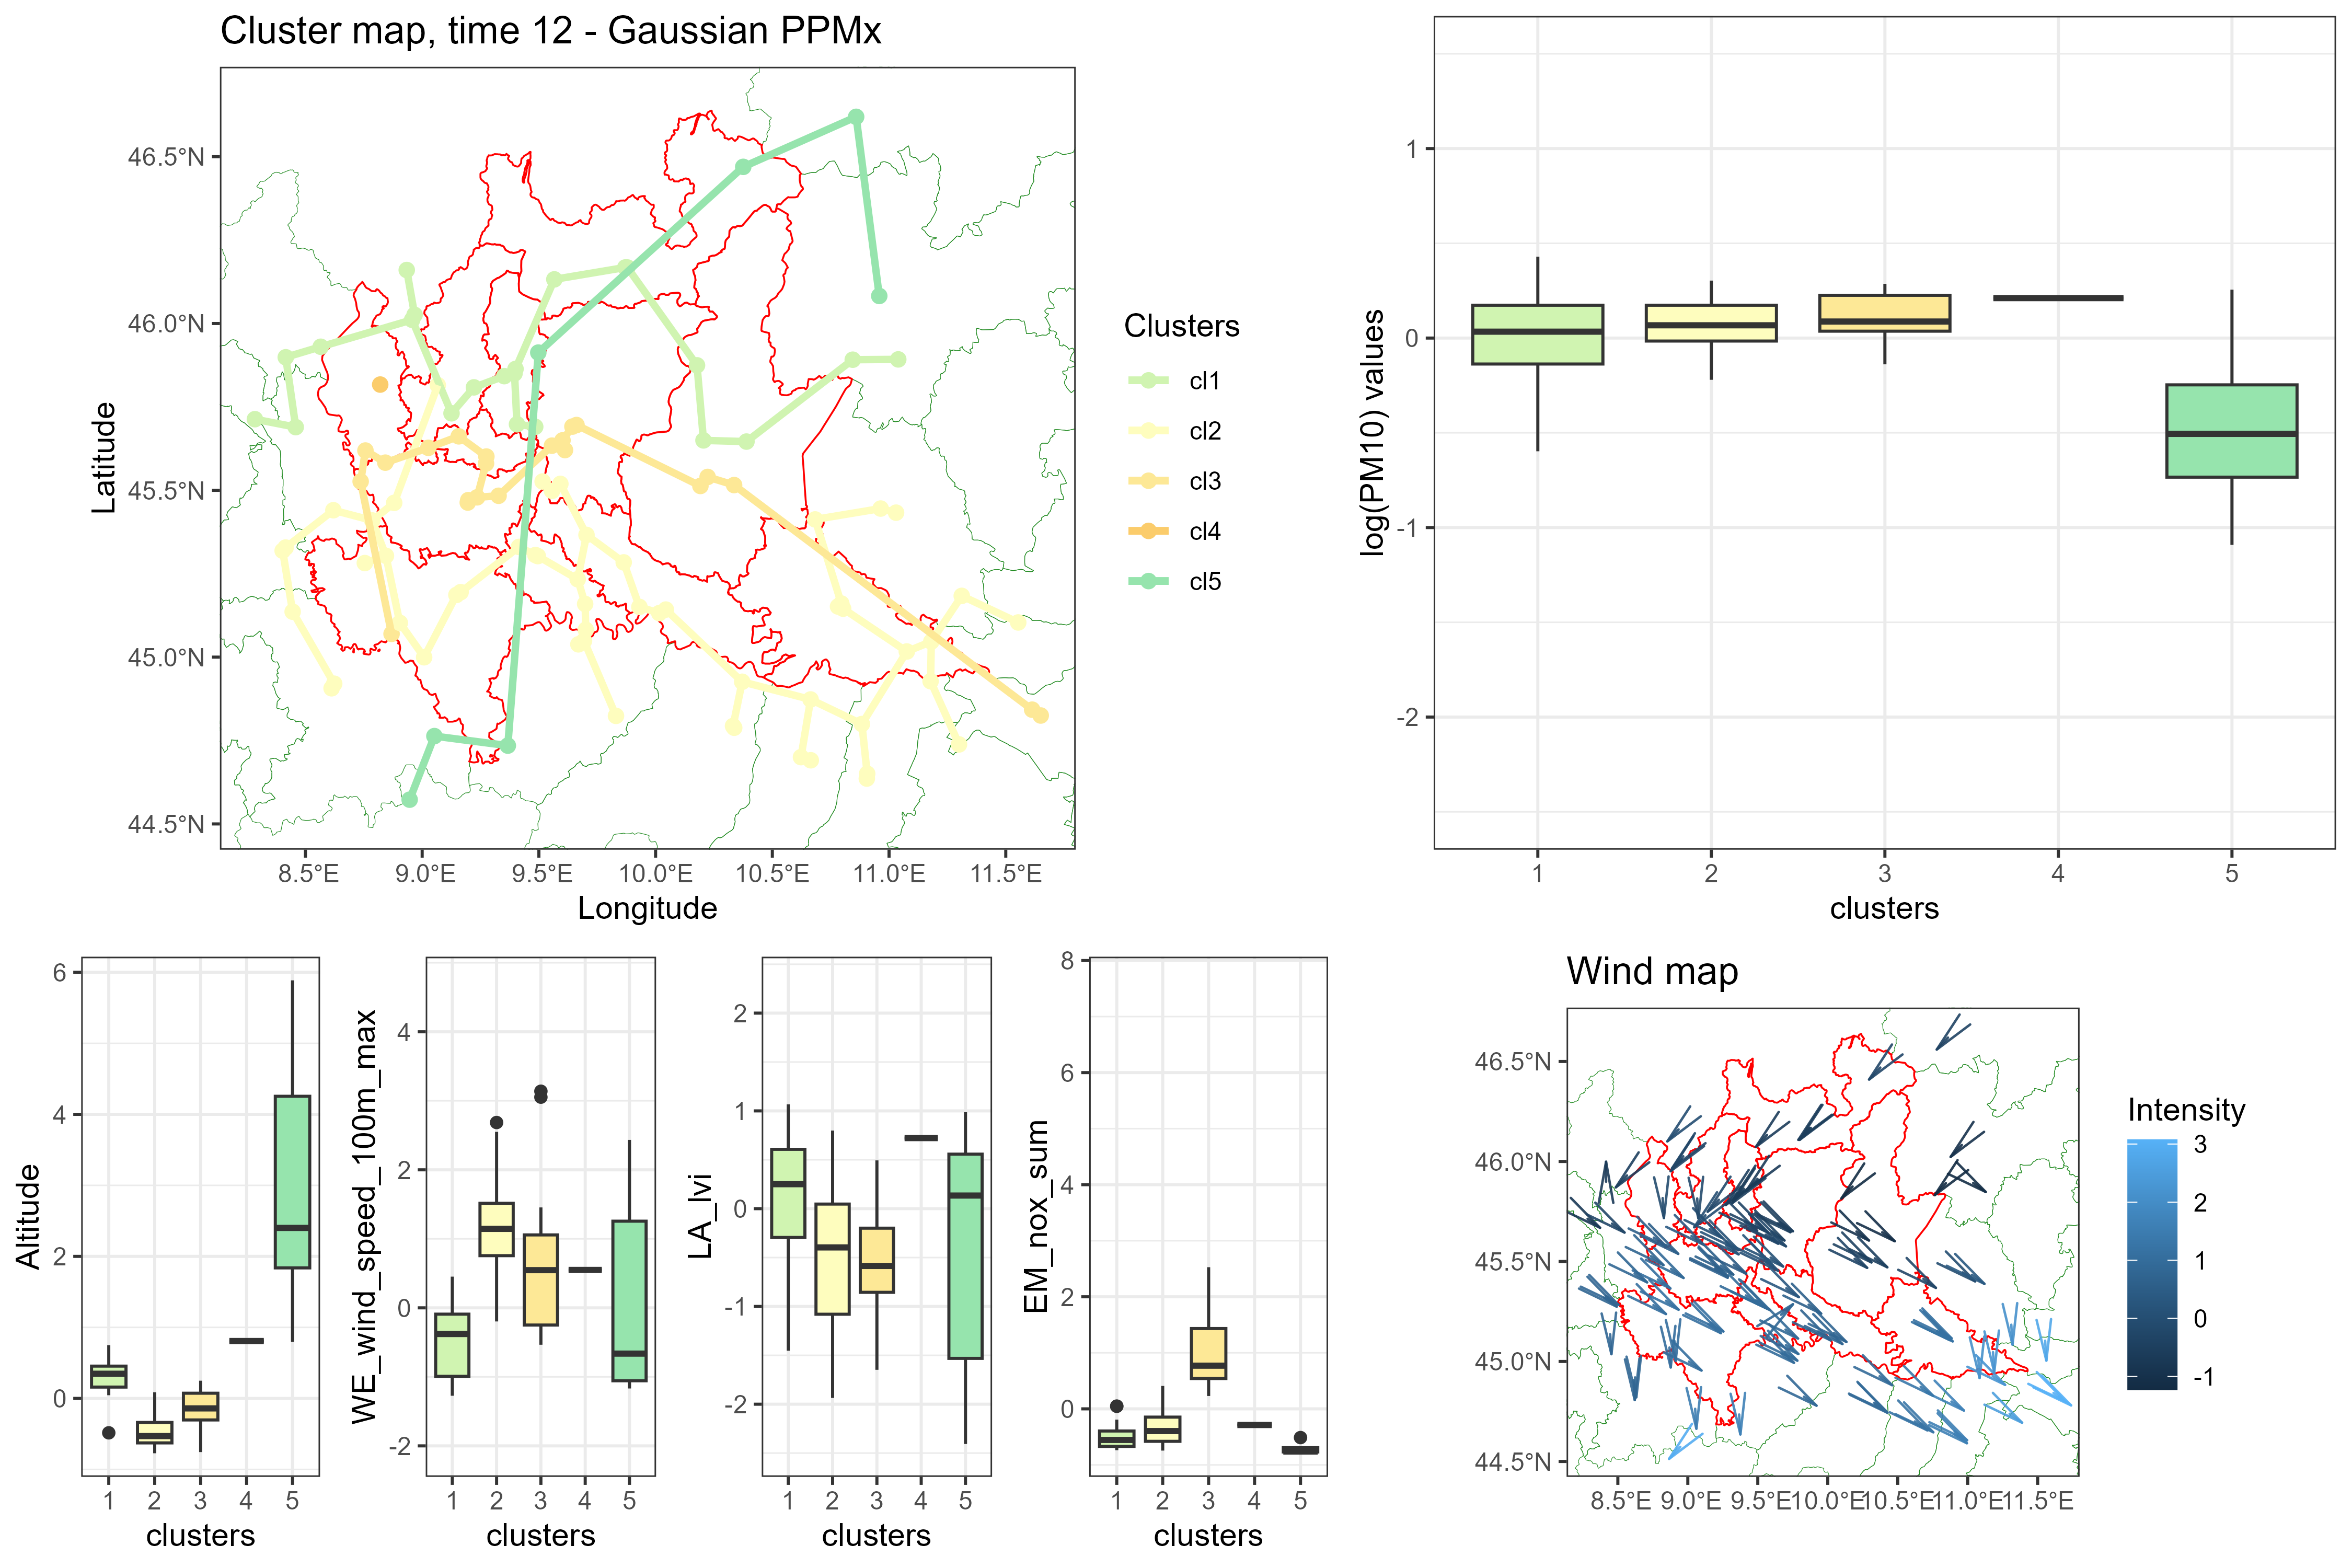 Cluster map, time 12 - Gaussian PPMx
46.5°N
46.0°N
45.5°N
45.0°N
44.5°N
Latitude
8.5°E 9.0°E 9.5°E 10.0°E 10.5°E 11.0°E 11.5°E
Longitude
Clusters
cl1
cl2
cl3
cl4
cl5
1
0
-1
-2
log(PM10) values
1 2 3 4 5
clusters
6
4
2
0
Altitude
1 2 3 4 5
clusters
4
2
0
-2
WE_wind_speed_100m_max
1 2 3 4 5
clusters
2
1
0
-1
-2
LA_lvi
1 2 3 4 5
clusters
8
6
4
2
0
EM_nox_sum
1 2 3 4 5
clusters
Wind map
46.5°N
46.0°N
45.5°N
45.0°N
44.5°N
8.5°E 9.0°E 9.5°E 10.0°E 10.5°E 11.0°E 11.5°E
Intensity
3
2
1
0
-1